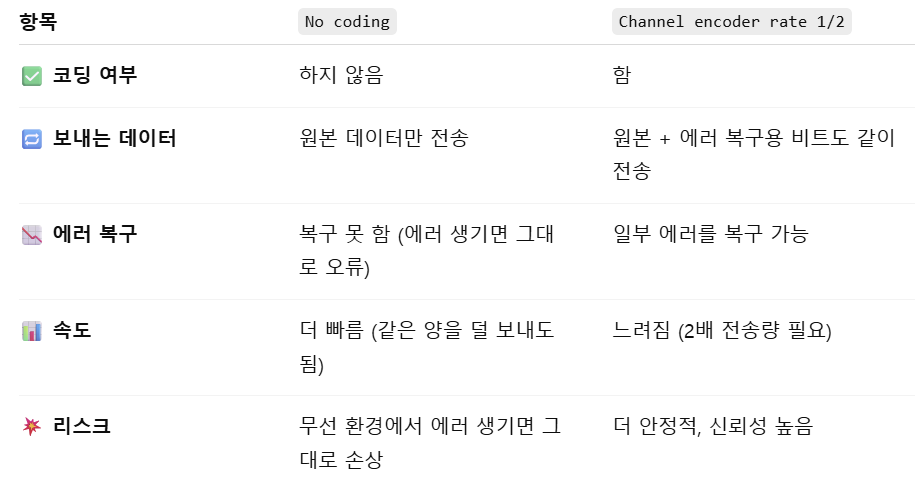 항목 No coding Channel encoder rate 1/2
✅ 코딩 여부 하지 않음 함
🔁 보내는 데이터 원본 데이터만 전송 원본 + 에러 복구용 비트도 같이
전송
📉 에러 복구 복구 못 함 (에러 생기면 그대
로 오류) 일부 에러를 복구 가능
📊 속도 더 빠름 (같은 양을 덜 보내도
됨) 느려짐 (2배 전송량 필요)
💥 리스크 무선 환경에서 에러 생기면 그
대로 손상 더 안정적, 신뢰성 높음